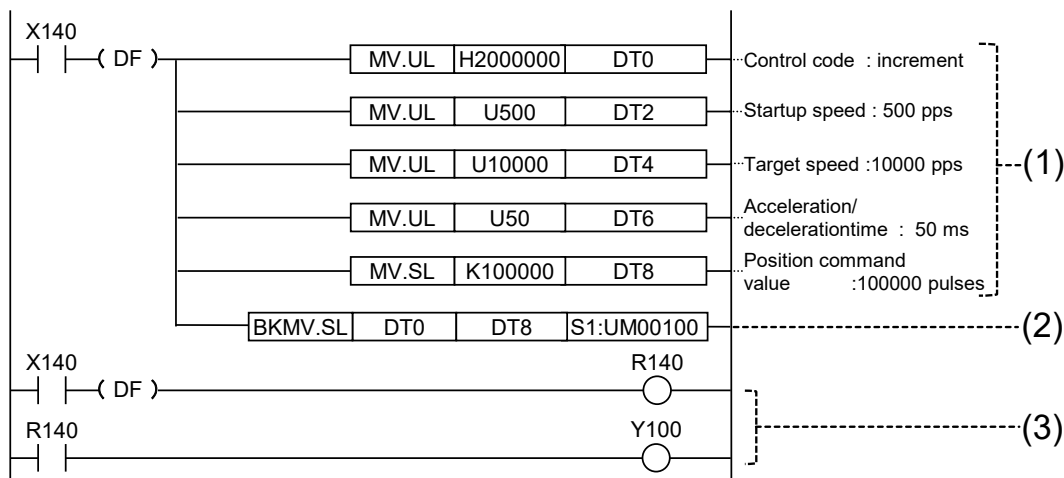 X140
( DF ) MV.UL H2000000 DT0 Control code : increment
MV.UL U500 DT2 Startup speed : 500 pps
MV.UL U10000 DT4 Target speed :10000 pps
(1)
MV.UL U50 DT6 Acceleration/
decelerationtime : 50 ms
MV.SL K100000 DT8 Position command
value :100000 pulses
BKMV.SL DT0 DT8 S1:UM00100 (2)
X140 R140
( DF )
R140 Y100 (3)